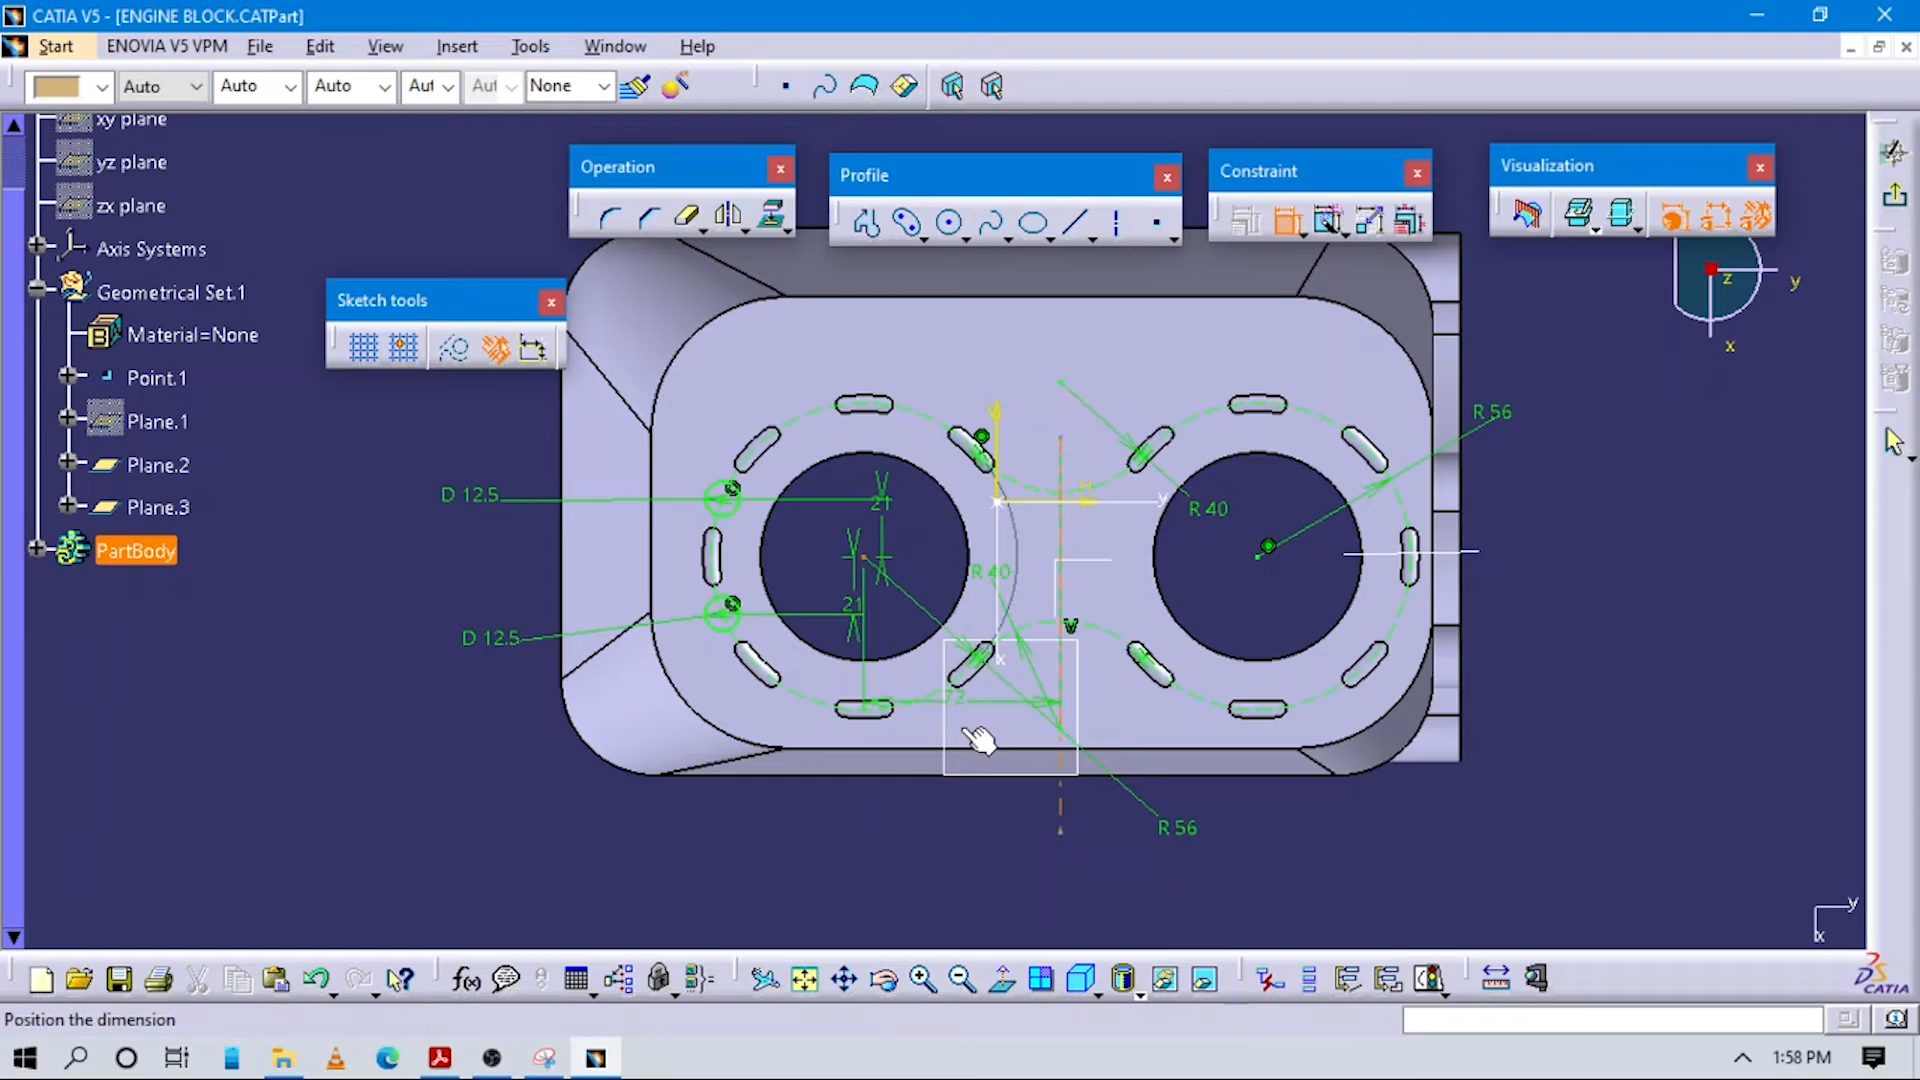 CATIA V5 - [ENGINE BLOCK.CATPart]
Start ENOVIA V5 VPM File Edit View Insert Tools Window Help
Auto Auto Auto Aut Aut None
xy plane
yz plane
zx plane
Axis Systems
Geometrical Set.1
Material=None
Point.1
Plane.1
Plane.2
Plane.3
PartBody
Operation
Profile
Constraint
Visualization
Sketch tools
z
y
x
R 56
D 12.5
21
y
R 40
R 40
21
D 12.5
x
72
R 56
y
x
CATIA
Position the dimension
1:58 PM